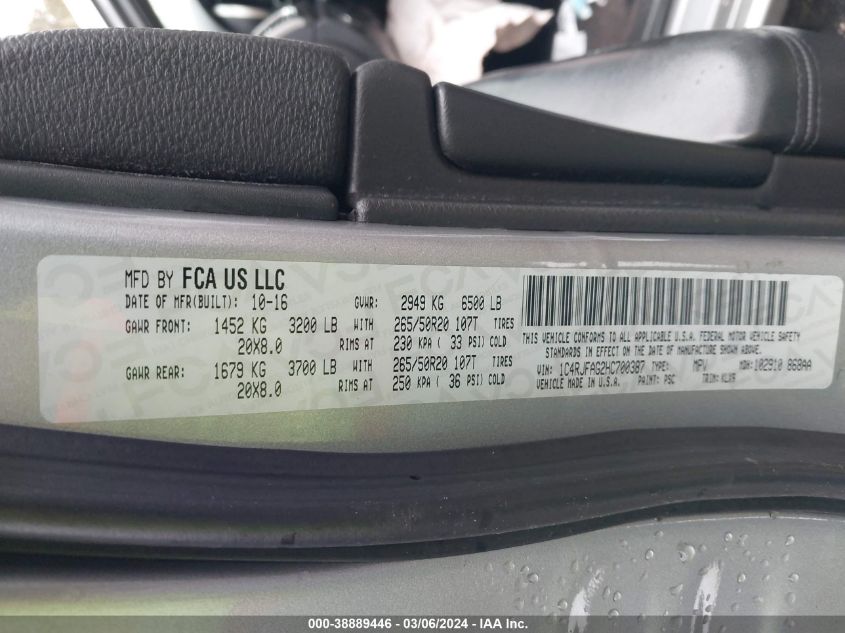 MFD BY FCA US LLC
DATE OF MFR(BUILT): 10-16 GVWR: 2949 KG 6500 LB
GAWR FRONT: 1452 KG 3200 LB WITH 265/50R20 107T TIRES
20X8.0 RIMS AT 230 KPA ( 33 PSI) COLD
GAWR REAR: 1679 KG 3700 LB WITH 265/50R20 107T TIRES
20X8.0 RIMS AT 250 KPA ( 36 PSI) COLD
THIS VEHICLE CONFORMS TO ALL APPLICABLE U.S.A. FEDERAL MOTOR VEHICLE SAFETY
STANDARDS IN EFFECT ON THE DATE OF MANUFACTURE SHOWN ABOVE.
VIN: 1C4RJFAG2HC700387 TYPE: MPV MDH: 102910 868AA
VEHICLE MADE IN U.S.A. PAINT: PSC TRIM: KLV9
000-38889446 - 03/06/2024 - IAA Inc.